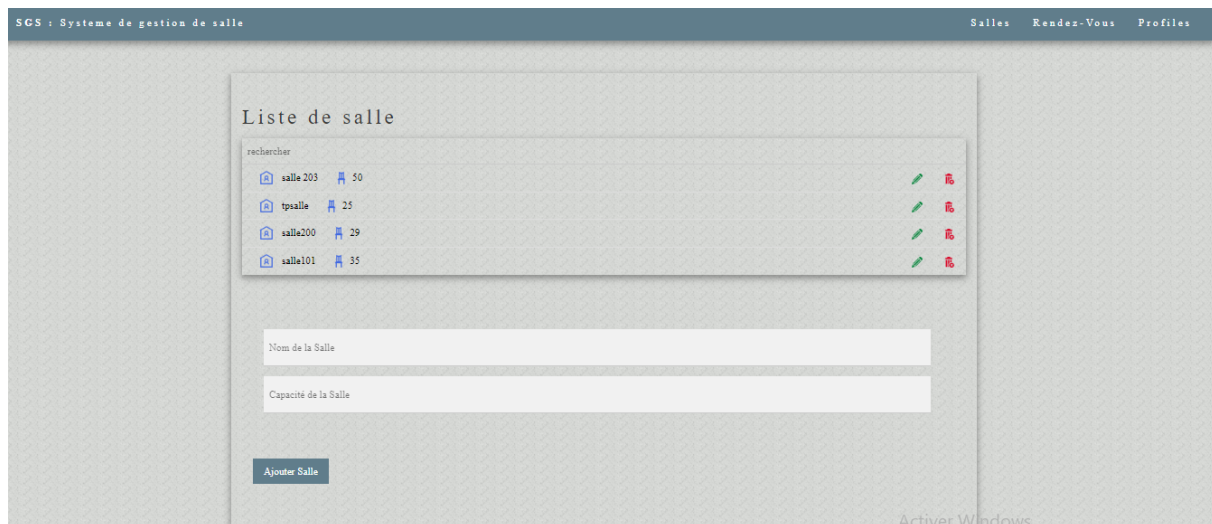 SGS : Systeme de gestion de salle Salles Rendez-Vous Profiles
Liste de salle
rechercher
salle 203 50
tpsalle 25
salle200 29
salle101 35
Nom de la Salle
Capacité de la Salle
Ajouter Salle
Activer Windows